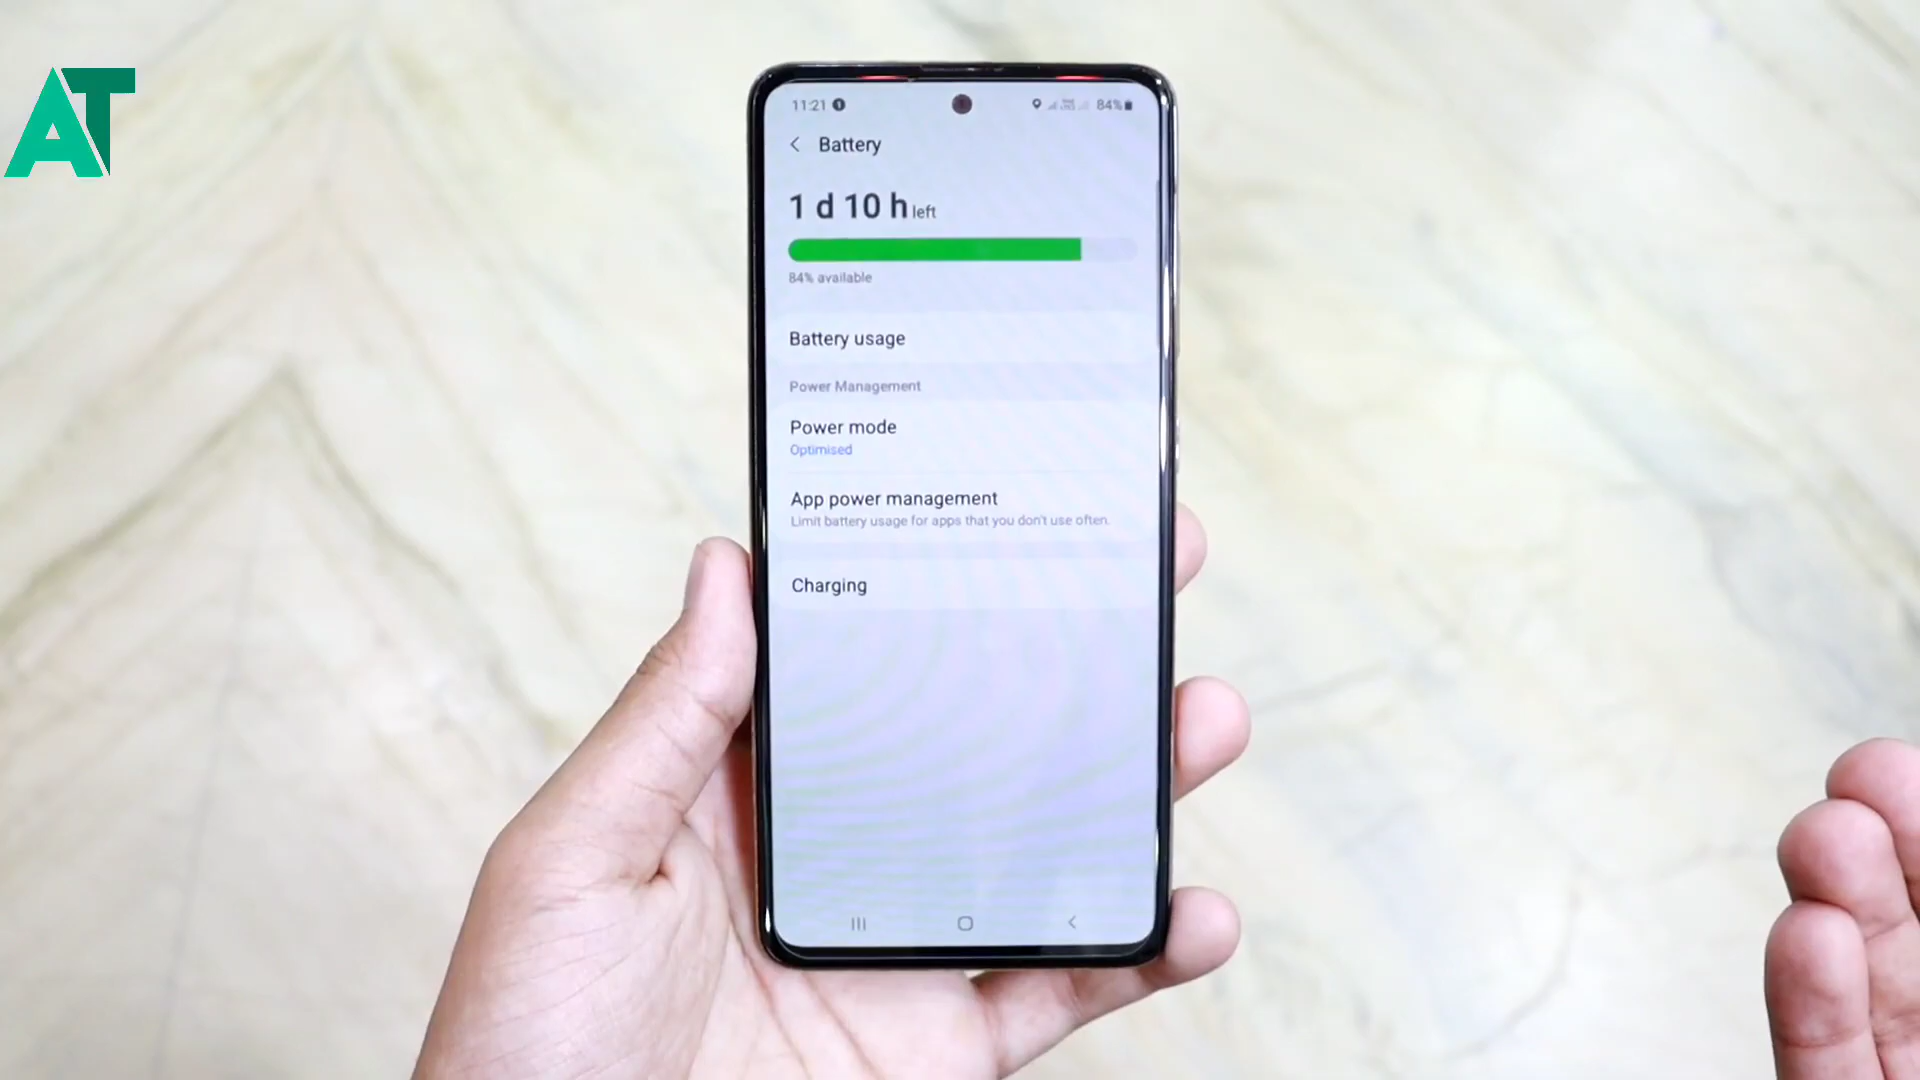 AT
11:21
84%
Battery
1 d 10 h left
84% available
Battery usage
Power Management
Power mode
Optimised
App power management
Limit battery usage for apps that you don't use often.
Charging